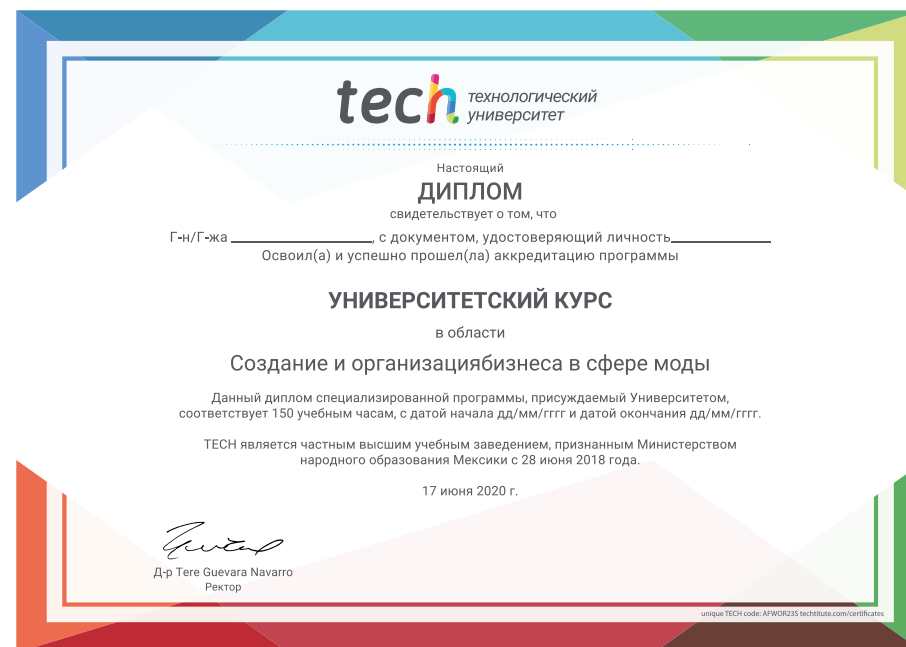 tech технологический
университет
Настоящий
ДИПЛОМ
свидетельствует о том, что
Г-н/Г-жа ____________________, с документом, удостоверяющий личность______________
Освоил(а) и успешно прошел(ла) аккредитацию программы
УНИВЕРСИТЕТСКИЙ КУРС
в области
Создание и организациябизнеса в сфере моды
Данный диплом специализированной программы, присуждаемый Университетом,
соответствует 150 учебным часам, с датой начала дд/мм/гггг и датой окончания дд/мм/гггг.
TECH является частным высшим учебным заведением, признанным Министерством
народного образования Мексики с 28 июня 2018 года.
17 июня 2020 г.
Д-р Tere Guevara Navarro
Ректор
unique TECH code: AFWOR23S techtitute.com/certificates